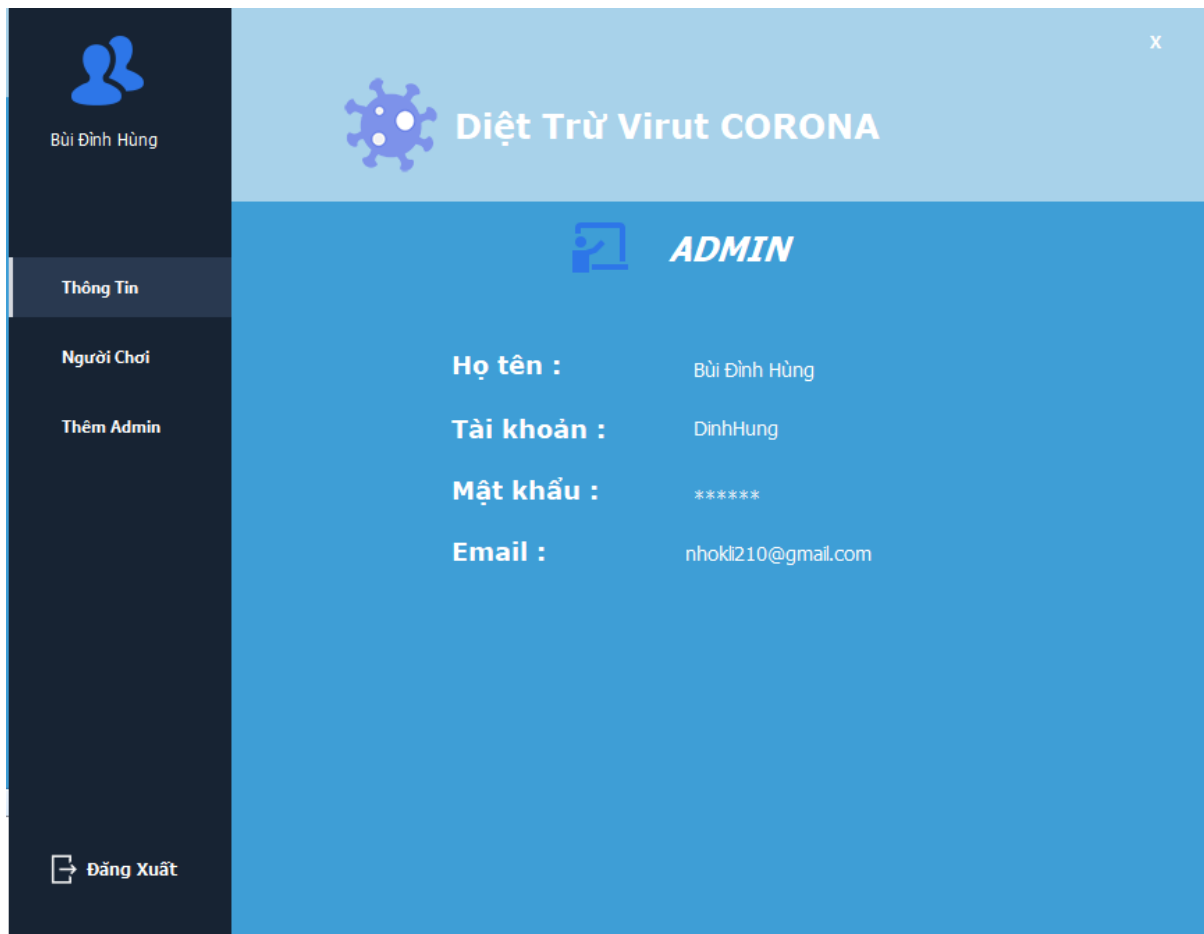 Bùi Đình Hùng
x
Diệt Trừ Virut CORONA
ADMIN
Thông Tin
Người Chơi
Thêm Admin
Họ tên : Bùi Đình Hùng
Tài khoản : DinhHung
Mật khẩu : ******
Email : nhokli210@gmail.com
Đăng Xuất